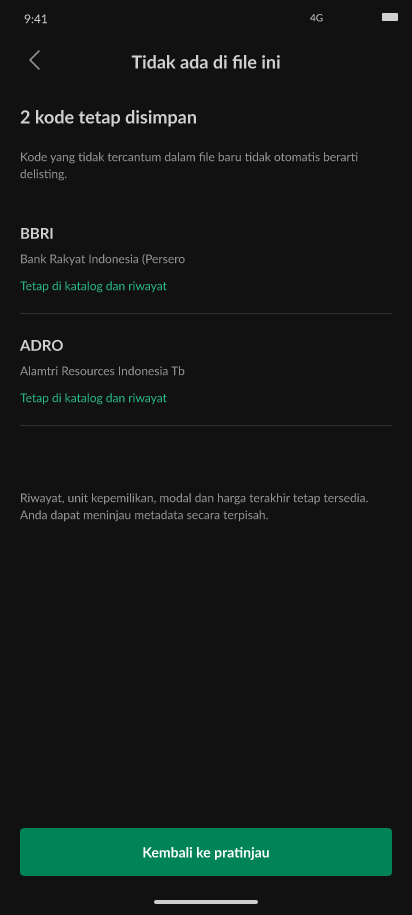 9:41
4G
Tidak ada di file ini
2 kode tetap disimpan
Kode yang tidak tercantum dalam file baru tidak otomatis berarti
delisting.
BBRI
Bank Rakyat Indonesia (Persero
Tetap di katalog dan riwayat
ADRO
Alamtri Resources Indonesia Tb
Tetap di katalog dan riwayat
Riwayat, unit kepemilikan, modal dan harga terakhir tetap tersedia.
Anda dapat meninjau metadata secara terpisah.
Kembali ke pratinjau